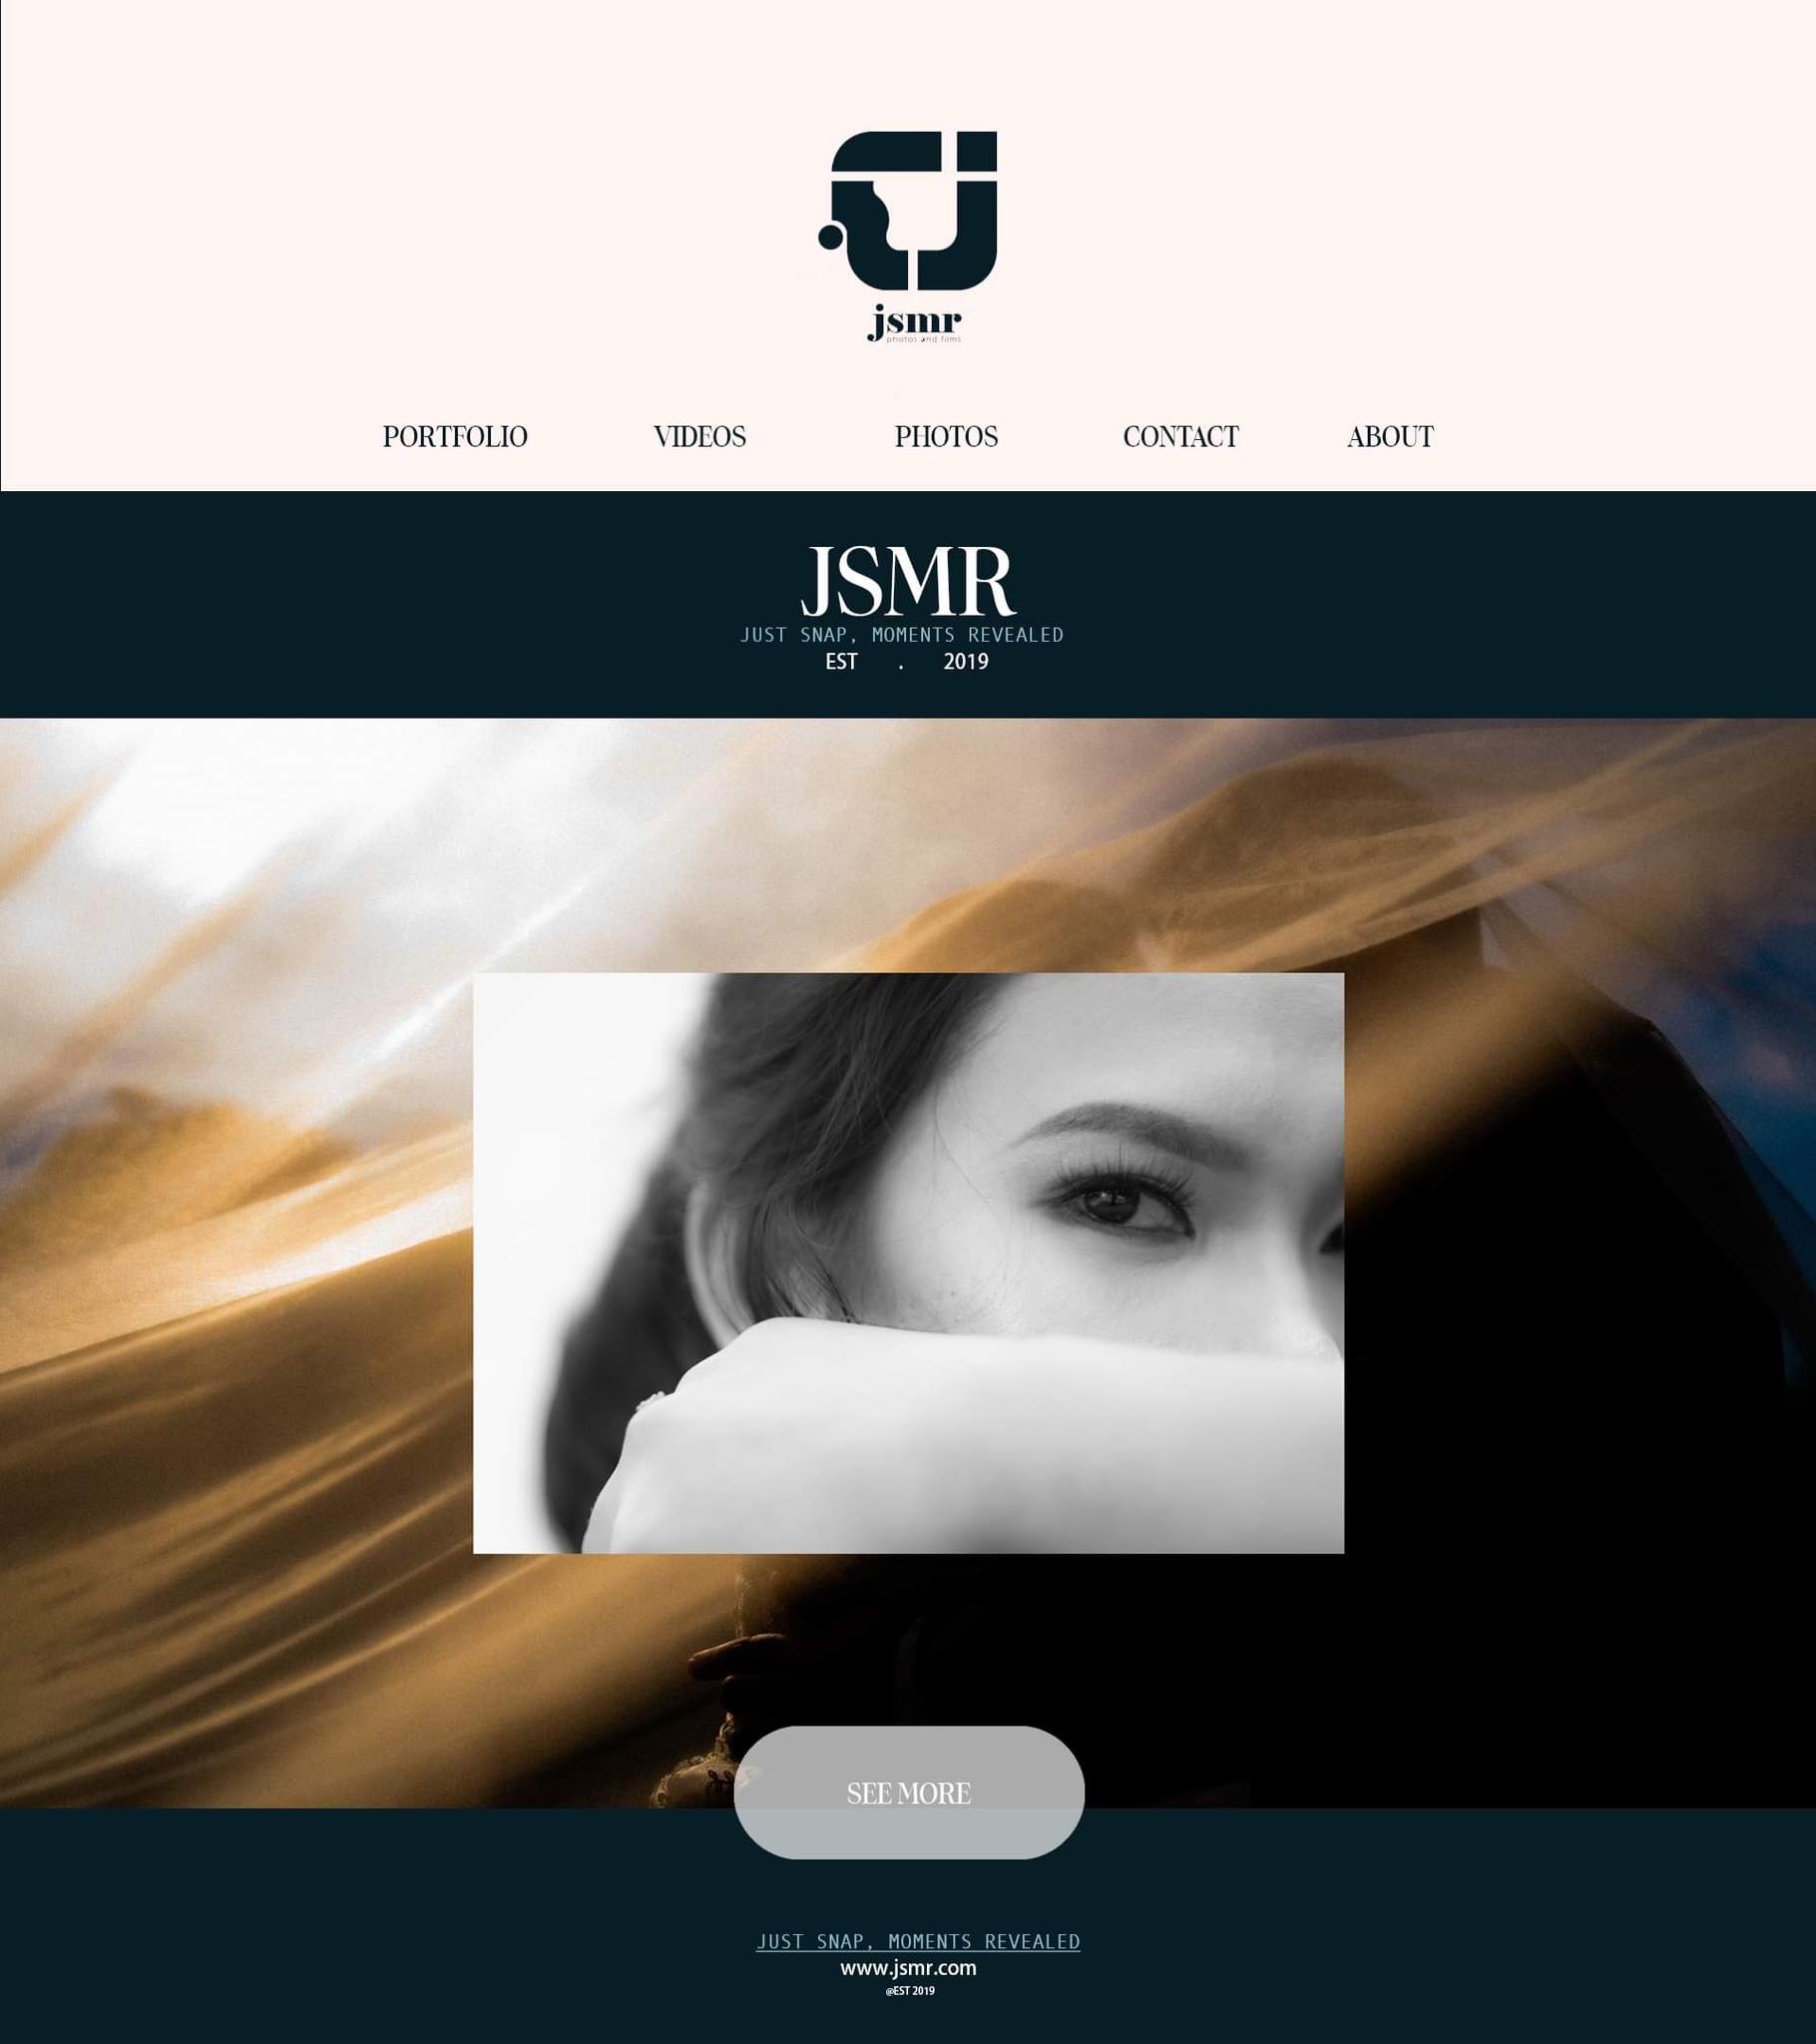 jsmr
photos and films
PORTFOLIO VIDEOS PHOTOS CONTACT ABOUT
JSMR
JUST SNAP, MOMENTS REVEALED
EST . 2019
SEE MORE
JUST SNAP, MOMENTS REVEALED
www.jsmr.com
@EST 2019